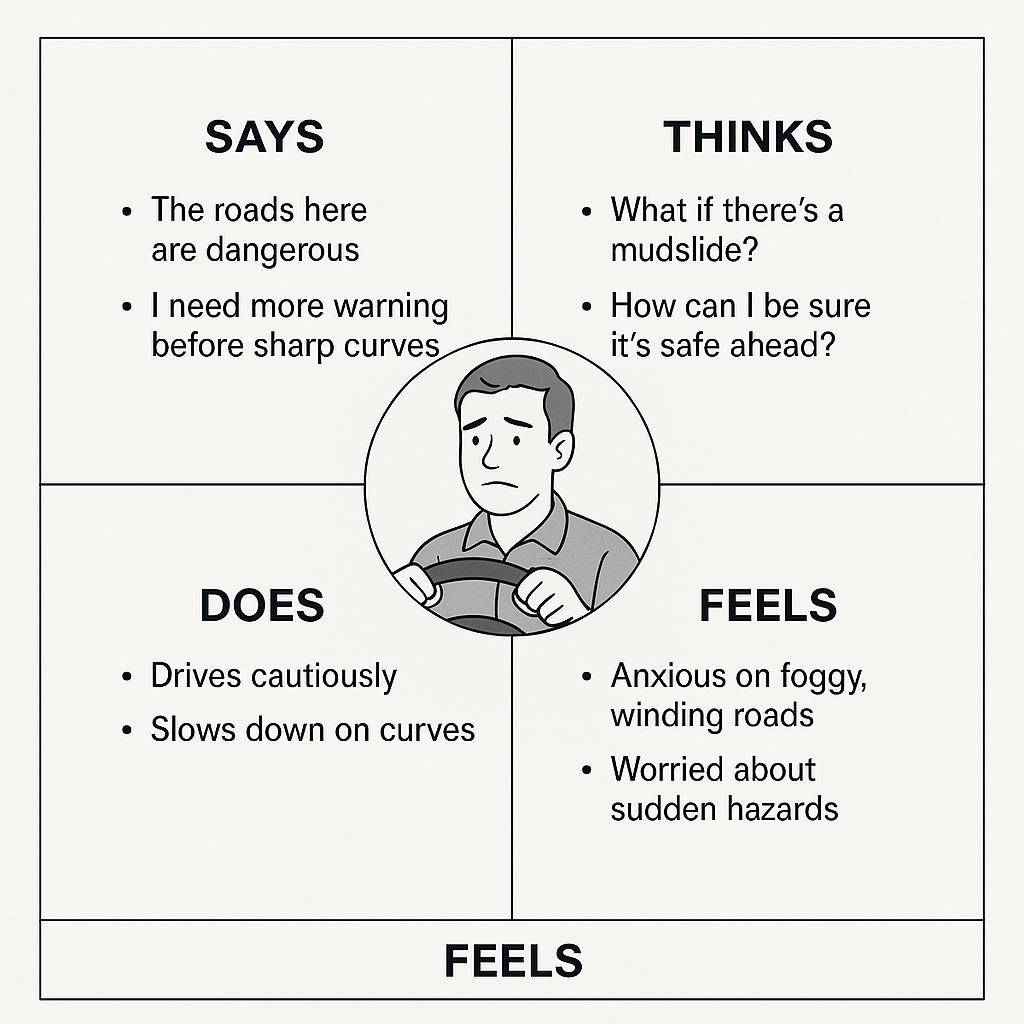 SAYS
• The roads here
are dangerous
• I need more warning
before sharp curves
THINKS
• What if there’s a
mudslide?
• How can I be sure
it’s safe ahead?
DOES
• Drives cautiously
• Slows down on curves
FEELS
• Anxious on foggy,
winding roads
• Worried about
sudden hazards
FEELS